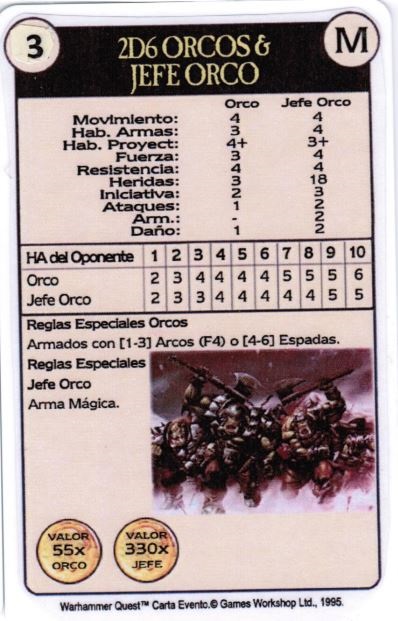 3
2D6 ORCOS &
JEFE ORCO
M
Orco Jefe Orco
Movimiento: 4 4
Hab. Armas: 3 4
Hab. Proyect: 4+ 3+
Fuerza: 3 4
Resistencia: 4 4
Heridas: 3 18
Iniciativa: 2 3
Ataques: 1 2
Arm.: - 2
Daño: 1 2
HA del Oponente 1 2 3 4 5 6 7 8 9 10
Orco 2 3 4 4 4 4 5 5 5 6
Jefe Orco 2 3 3 4 4 4 4 4 5 5
Reglas Especiales Orcos
Armados con [1-3] Arcos (F4) o [4-6] Espadas.
Reglas Especiales
Jefe Orco
Arma Mágica.
VALOR
55x
ORCO
VALOR
330x
JEFE
Warhammer Quest™ Carta Evento.© Games Workshop Ltd., 1995.